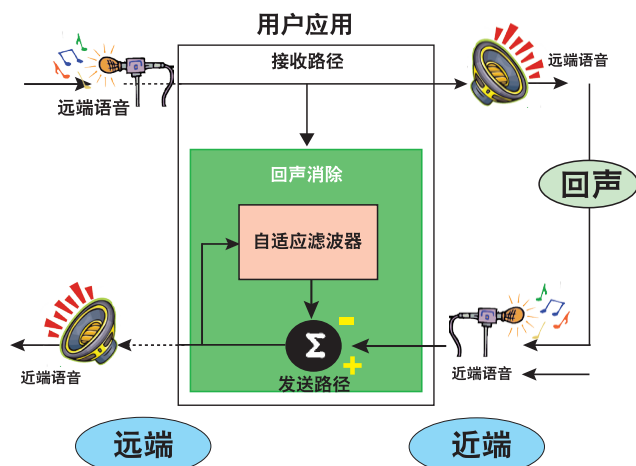 用户应用
接收路径
远端语音
远端语音
回声消除
回声
自适应滤波器
Σ
发送路径
近端语音
近端语音
远端
近端